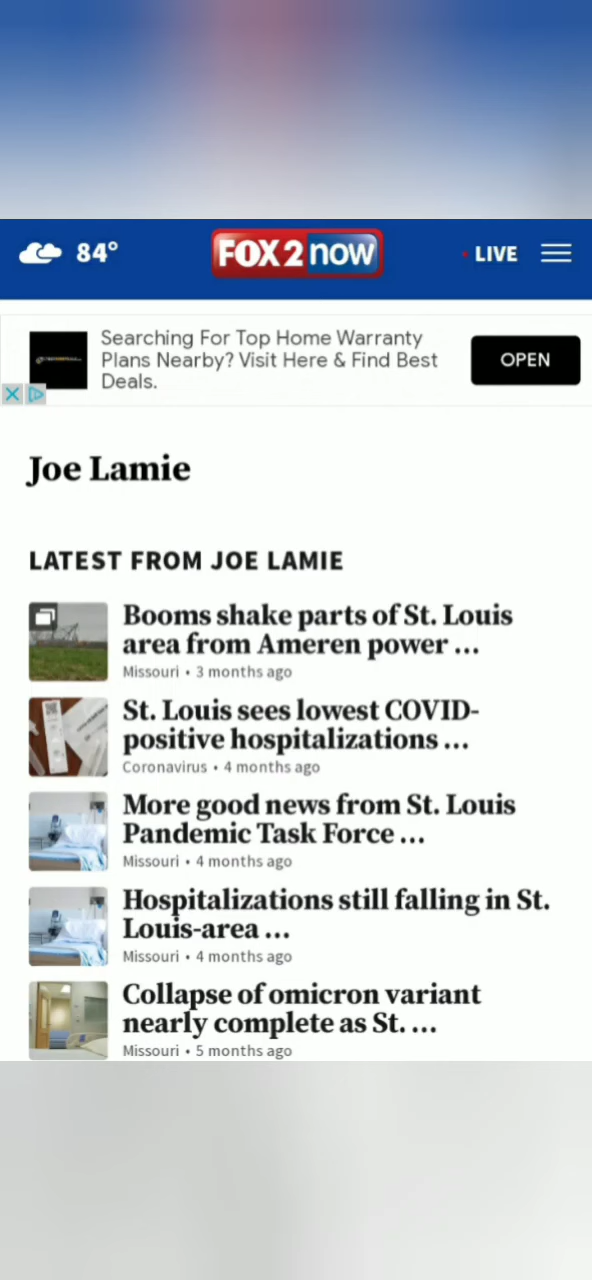 84°
FOX 2 now
LIVE
Searching For Top Home Warranty
Plans Nearby? Visit Here & Find Best
Deals.
OPEN
Joe Lamie
LATEST FROM JOE LAMIE
Booms shake parts of St. Louis
area from Ameren power ...
Missouri • 3 months ago
St. Louis sees lowest COVID-
positive hospitalizations ...
Coronavirus • 4 months ago
More good news from St. Louis
Pandemic Task Force ...
Missouri • 4 months ago
Hospitalizations still falling in St.
Louis-area ...
Missouri • 4 months ago
Collapse of omicron variant
nearly complete as St. ...
Missouri • 5 months ago